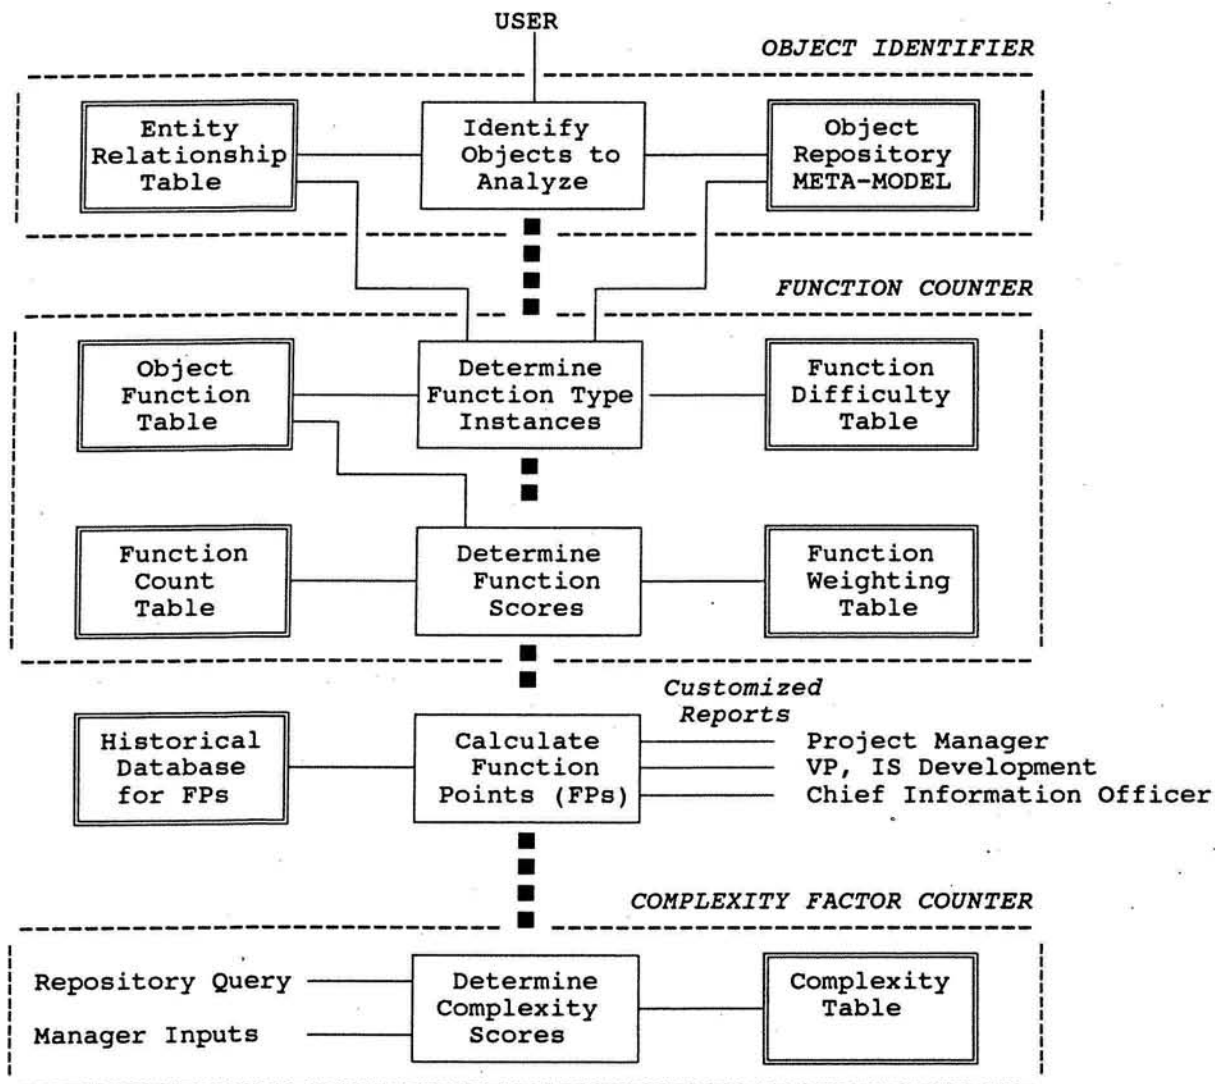 USER
OBJECT IDENTIFIER
Entity
Relationship
Table
Identify
Objects to
Analyze
Object
Repository
META-MODEL
FUNCTION COUNTER
Object
Function
Table
Determine
Function Type
Instances
Function
Difficulty
Table
Function
Count
Table
Determine
Function
Scores
Function
Weighting
Table
Customized
Reports
Historical
Database
for FPs
Calculate
Function
Points (FPs)
Project Manager
VP, IS Development
Chief Information Officer
COMPLEXITY FACTOR COUNTER
Repository Query
Manager Inputs
Determine
Complexity
Scores
Complexity
Table